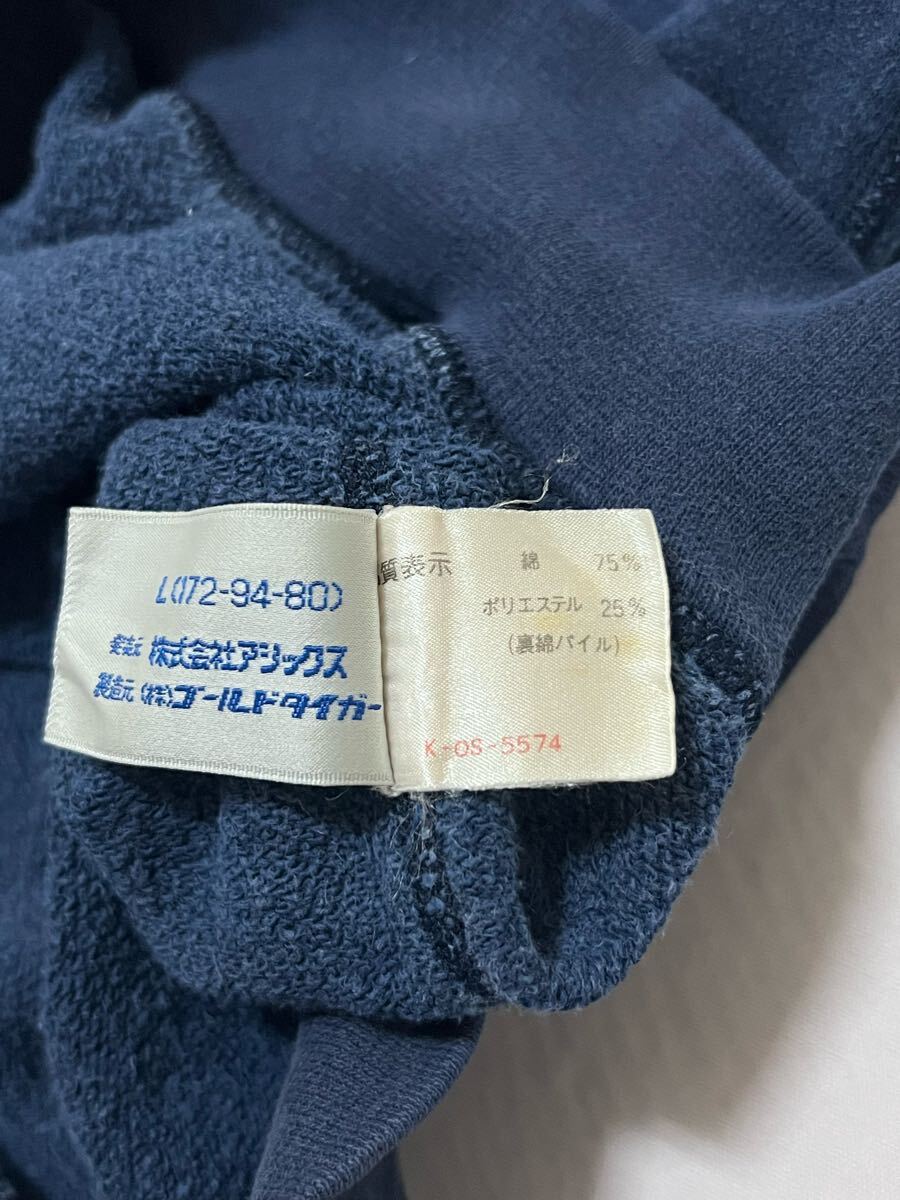 L(172-94-80)
発売元 株式会社アシックス
製造元 (株)ゴールドタイガー
質表示 綿 75%
ポリエステル 25%
(裏綿パイル)
K-OS-5574